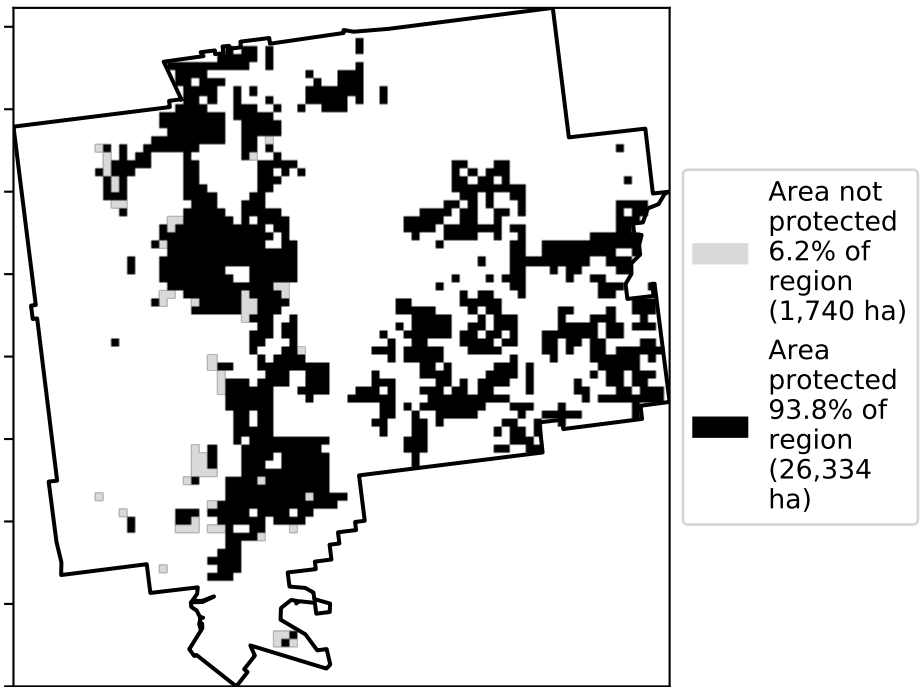 Area not
protected
6.2% of
region
(1,740 ha)
Area
protected
93.8% of
region
(26,334
ha)